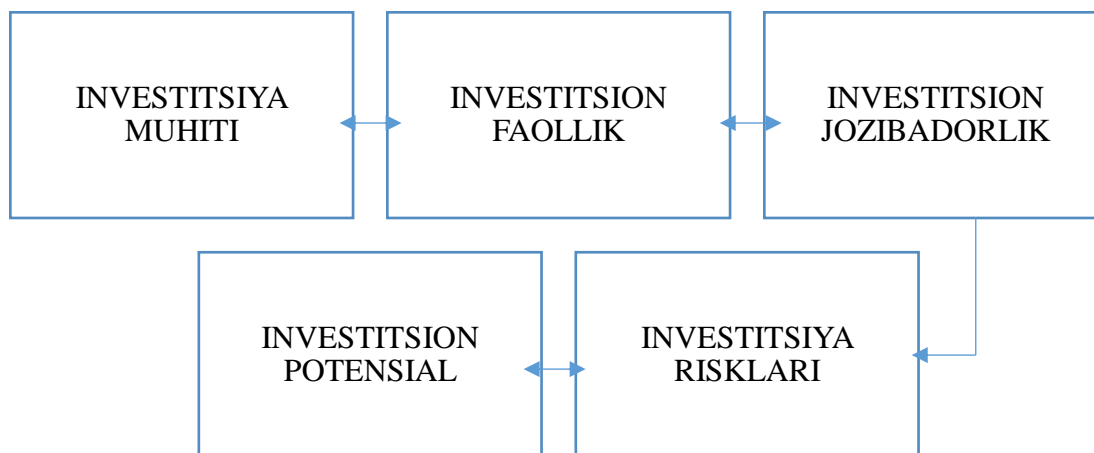 INVESTITSIYA
MUHITI
INVESTITSION
FAOLLIK
INVESTITSION
JOZIBADORLIK
INVESTITSION
POTENSIAL
INVESTITSIYA
RISKLARI